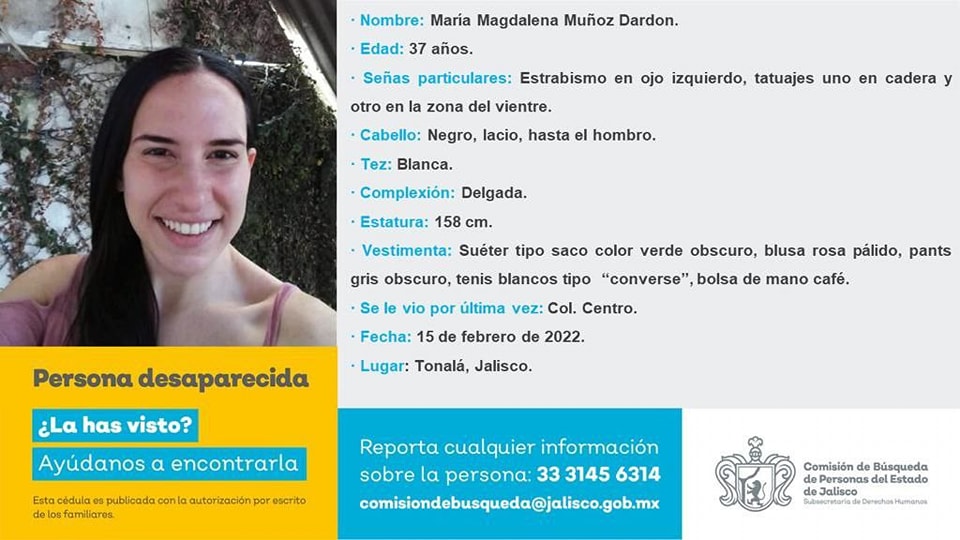 · Nombre: María Magdalena Muñoz Dardon.
· Edad: 37 años.
· Señas particulares: Estrabismo en ojo izquierdo, tatuajes uno en cadera y
otro en la zona del vientre.
· Cabello: Negro, lacio, hasta el hombro.
· Tez: Blanca.
· Complexión: Delgada.
· Estatura: 158 cm.
· Vestimenta: Suéter tipo saco color verde obscuro, blusa rosa pálido, pants
gris obscuro, tenis blancos tipo “converse”, bolsa de mano café.
· Se le vio por última vez: Col. Centro.
· Fecha: 15 de febrero de 2022.
· Lugar: Tonalá, Jalisco.
Persona desaparecida
¿La has visto?
Ayúdanos a encontrarla
Esta cédula es publicada con la autorización por escrito
de los familiares.
Reporta cualquier información
sobre la persona: 33 3145 6314
comisiondebusqueda@jalisco.gob.mx
Comisión de Búsqueda
de Personas del Estado
de Jalisco
Subsecretaría de Derechos Humanos